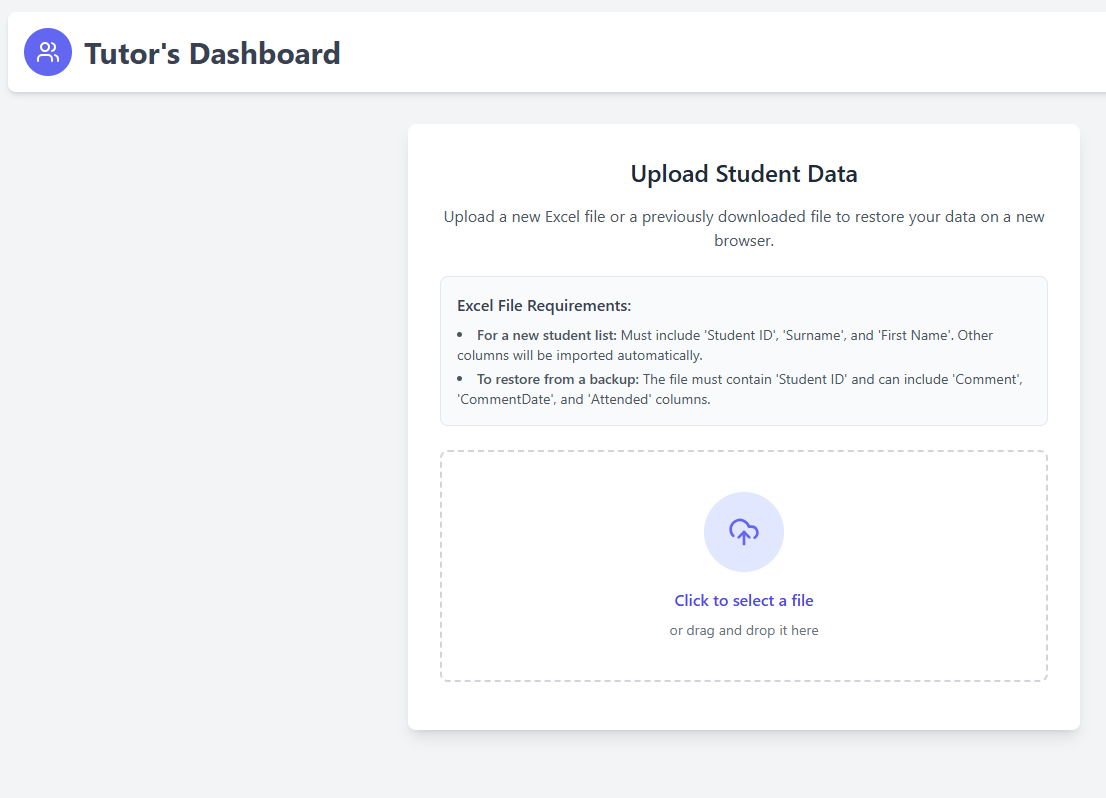 Tutor's Dashboard
Upload Student Data
Upload a new Excel file or a previously downloaded file to restore your data on a new
browser.
Excel File Requirements:
• For a new student list: Must include 'Student ID', 'Surname', and 'First Name'. Other
columns will be imported automatically.
• To restore from a backup: The file must contain 'Student ID' and can include 'Comment',
'CommentDate', and 'Attended' columns.
Click to select a file
or drag and drop it here